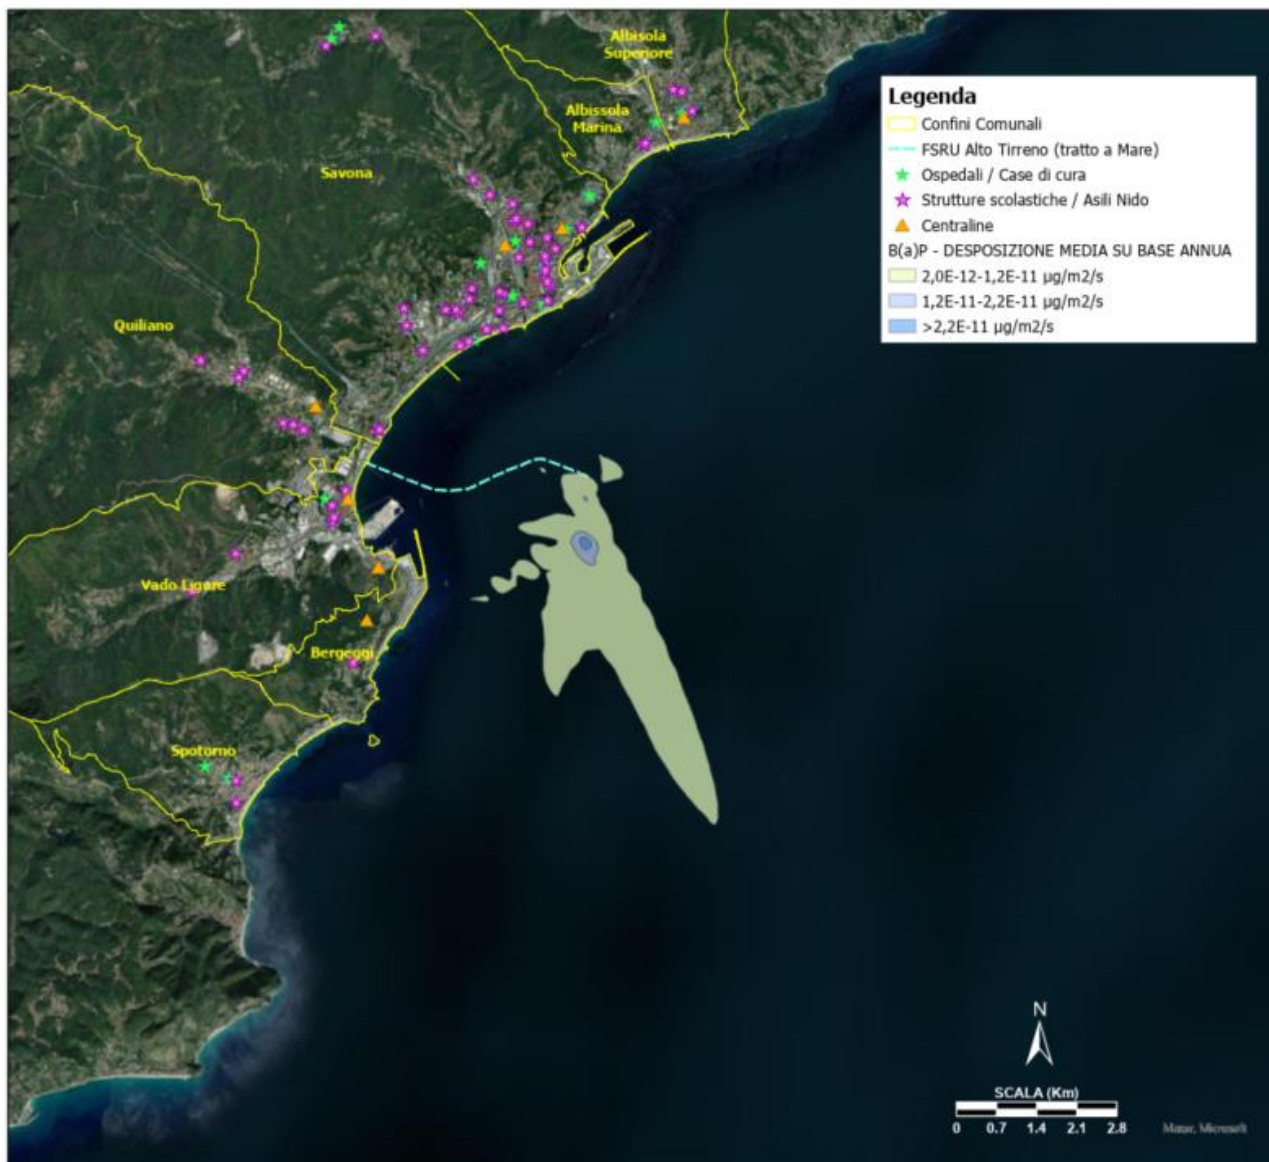 Albisola
Superiore
Albissola
Marina
Savona
Quiliano
Vado Ligure
Bergeggi
Spotorno
Legenda
Confini Comunali
FSRU Alto Tirreno (tratto a Mare)
Ospedali / Case di cura
Strutture scolastiche / Asili Nido
Centraline
B(a)P - DESPOSIZIONE MEDIA SU BASE ANNUA
2,0E-12-1,2E-11 µg/m2/s
1,2E-11-2,2E-11 µg/m2/s
>2,2E-11 µg/m2/s
N
SCALA (Km)
0 0.7 1.4 2.1 2.8
Maxar, Microsoft